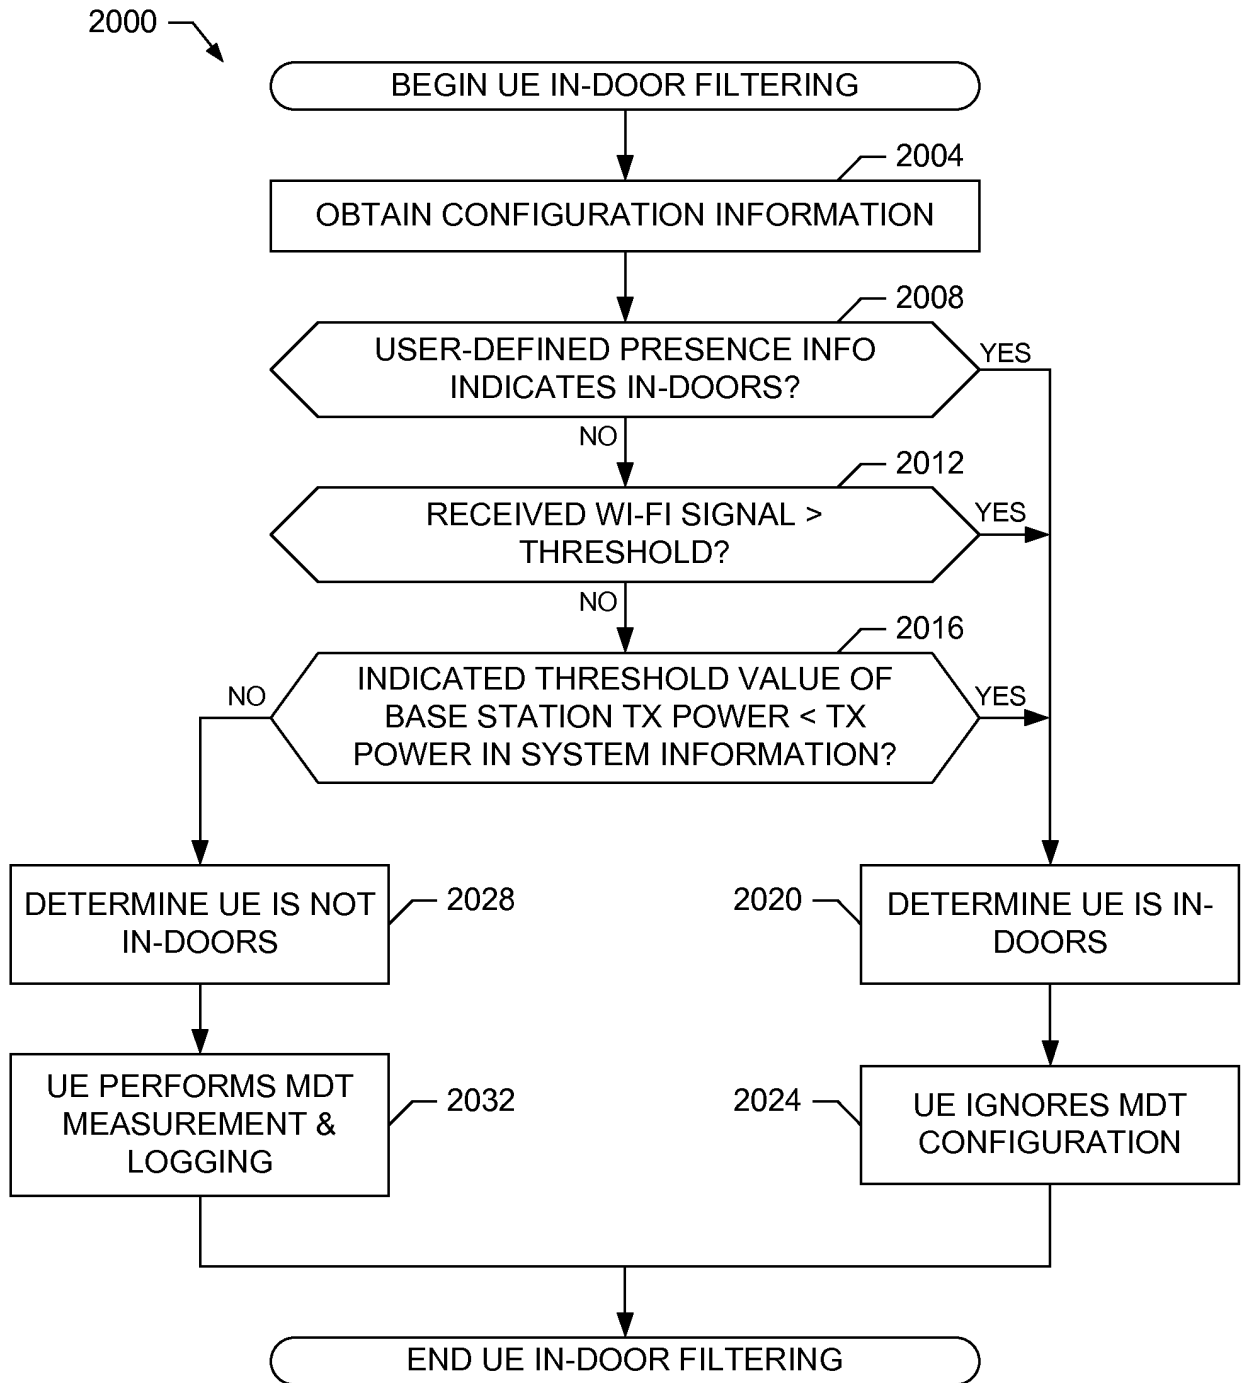 2000
BEGIN UE IN-DOOR FILTERING
2004
OBTAIN CONFIGURATION INFORMATION
2008
USER-DEFINED PRESENCE INFO
INDICATES IN-DOORS?
YES
NO
2012
RECEIVED WI-FI SIGNAL >
THRESHOLD?
YES
NO
2016
INDICATED THRESHOLD VALUE OF
BASE STATION TX POWER < TX
POWER IN SYSTEM INFORMATION?
NO
YES
DETERMINE UE IS NOT
IN-DOORS
2028
2020
DETERMINE UE IS IN-
DOORS
UE PERFORMS MDT
MEASUREMENT &
LOGGING
2032
2024
UE IGNORES MDT
CONFIGURATION
END UE IN-DOOR FILTERING